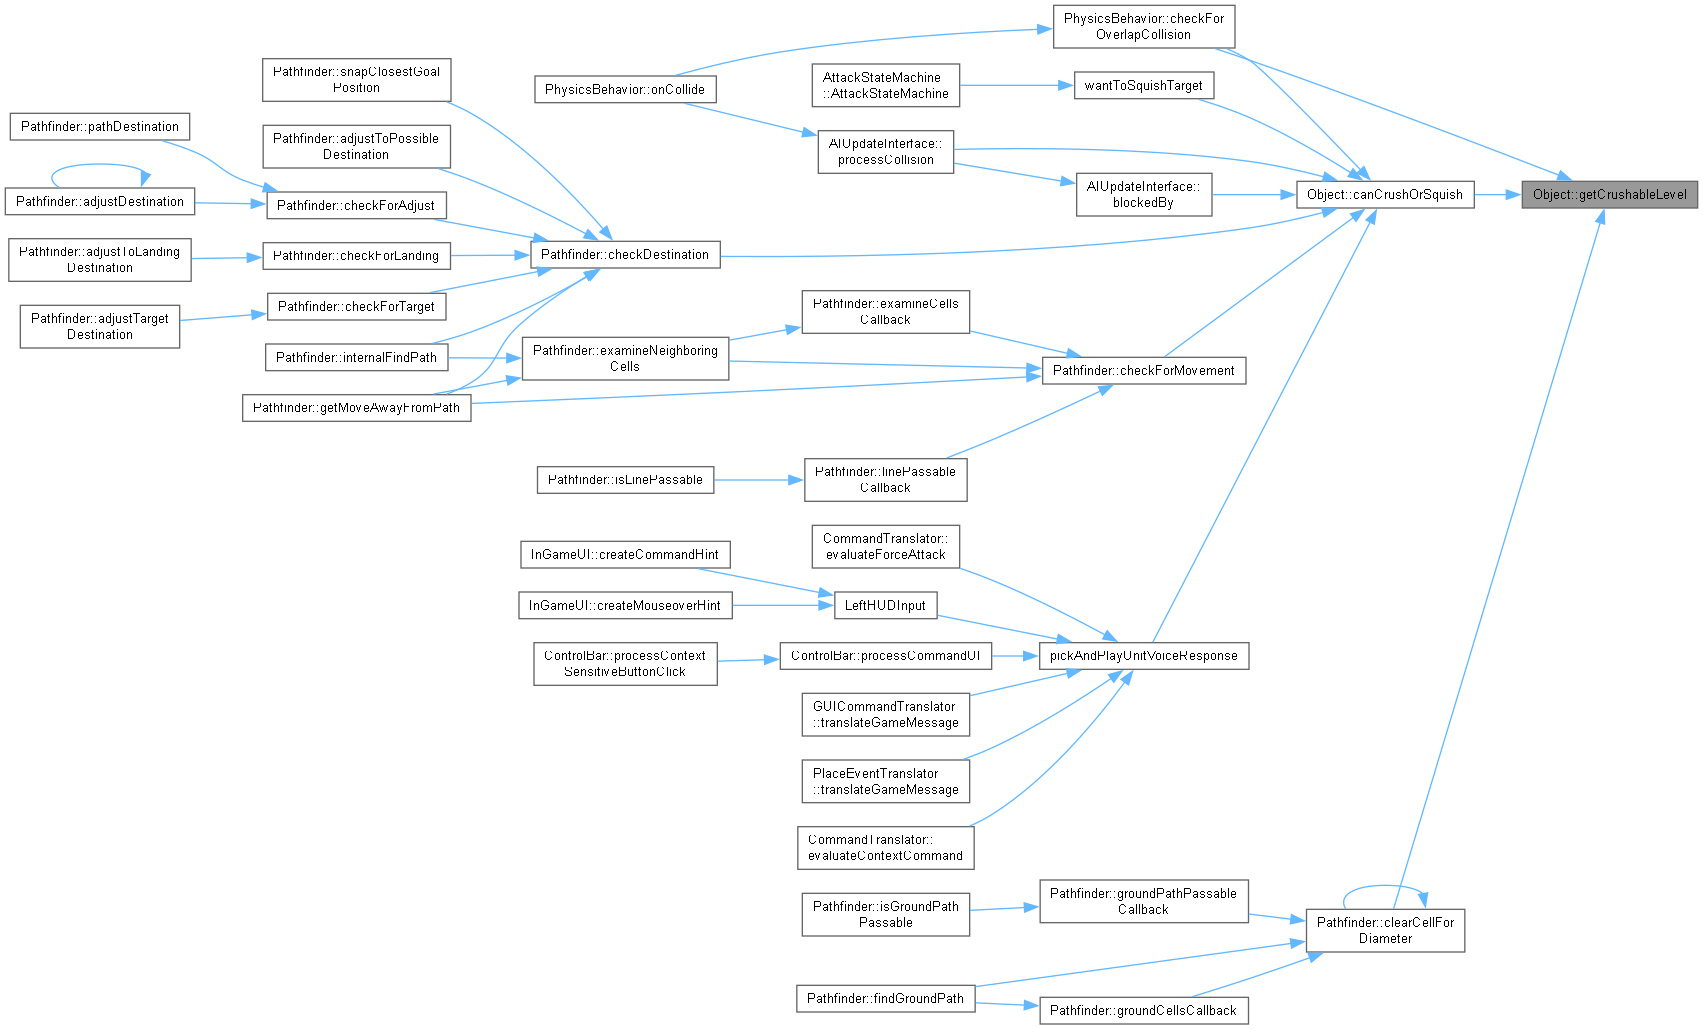 PhysicsBehavior::checkFor
OverlapCollision
Pathfinder::snapClosestGoal
Position
PhysicsBehavior::onCollide
AttackStateMachine
::AttackStateMachine
wantToSquishTarget
Pathfinder::pathDestination
Pathfinder::adjustToPossible
Destination
AIUpdateInterface::
processCollision
Pathfinder::adjustDestination
Pathfinder::checkForAdjust
AIUpdateInterface::
blockedBy
Object::canCrushOrSquish
Object::getCrushableLevel
Pathfinder::adjustToLanding
Destination
Pathfinder::checkForLanding
Pathfinder::checkDestination
Pathfinder::adjustTarget
Destination
Pathfinder::checkForTarget
Pathfinder::examineCells
Callback
Pathfinder::internalFindPath
Pathfinder::examineNeighboring
Cells
Pathfinder::checkForMovement
Pathfinder::getMoveAwayFromPath
Pathfinder::isLinePassable
Pathfinder::linePassable
Callback
CommandTranslator::
evaluateForceAttack
InGameUI::createCommandHint
InGameUI::createMouseoverHint
LeftHUDInput
ControlBar::processContext
SensitiveButtonClick
ControlBar::processCommandUI
pickAndPlayUnitVoiceResponse
GUICommandTranslator
::translateGameMessage
PlaceEventTranslator
::translateGameMessage
CommandTranslator::
evaluateContextCommand
Pathfinder::isGroundPath
Passable
Pathfinder::groundPathPassable
Callback
Pathfinder::clearCellFor
Diameter
Pathfinder::findGroundPath
Pathfinder::groundCellsCallback